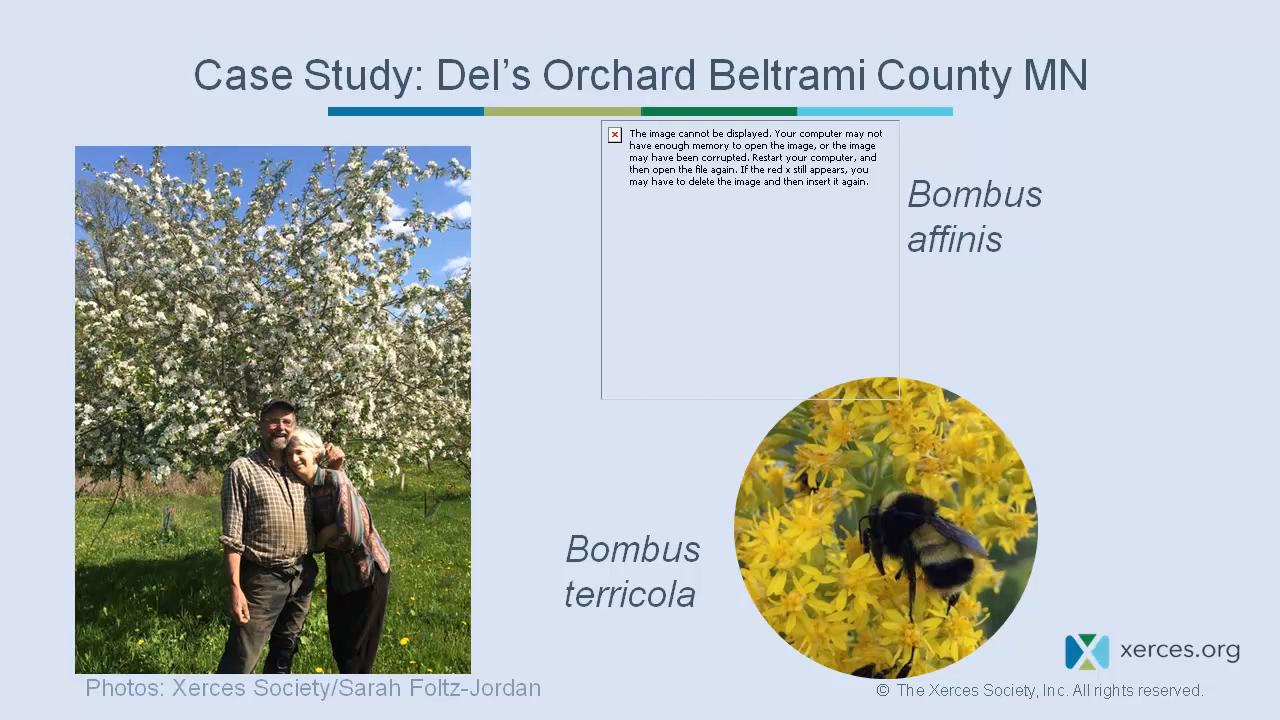 Case Study: Del’s Orchard Beltrami County MN
The image cannot be displayed. Your computer may not
have enough memory to open the image, or the image
may have been corrupted. Restart your computer, and
then open the file again. If the red x still appears, you
may have to delete the image and then insert it again.
Bombus
affinis
Bombus
terricola
xerces.org
Photos: Xerces Society/Sarah Foltz-Jordan
© The Xerces Society, Inc. All rights reserved.